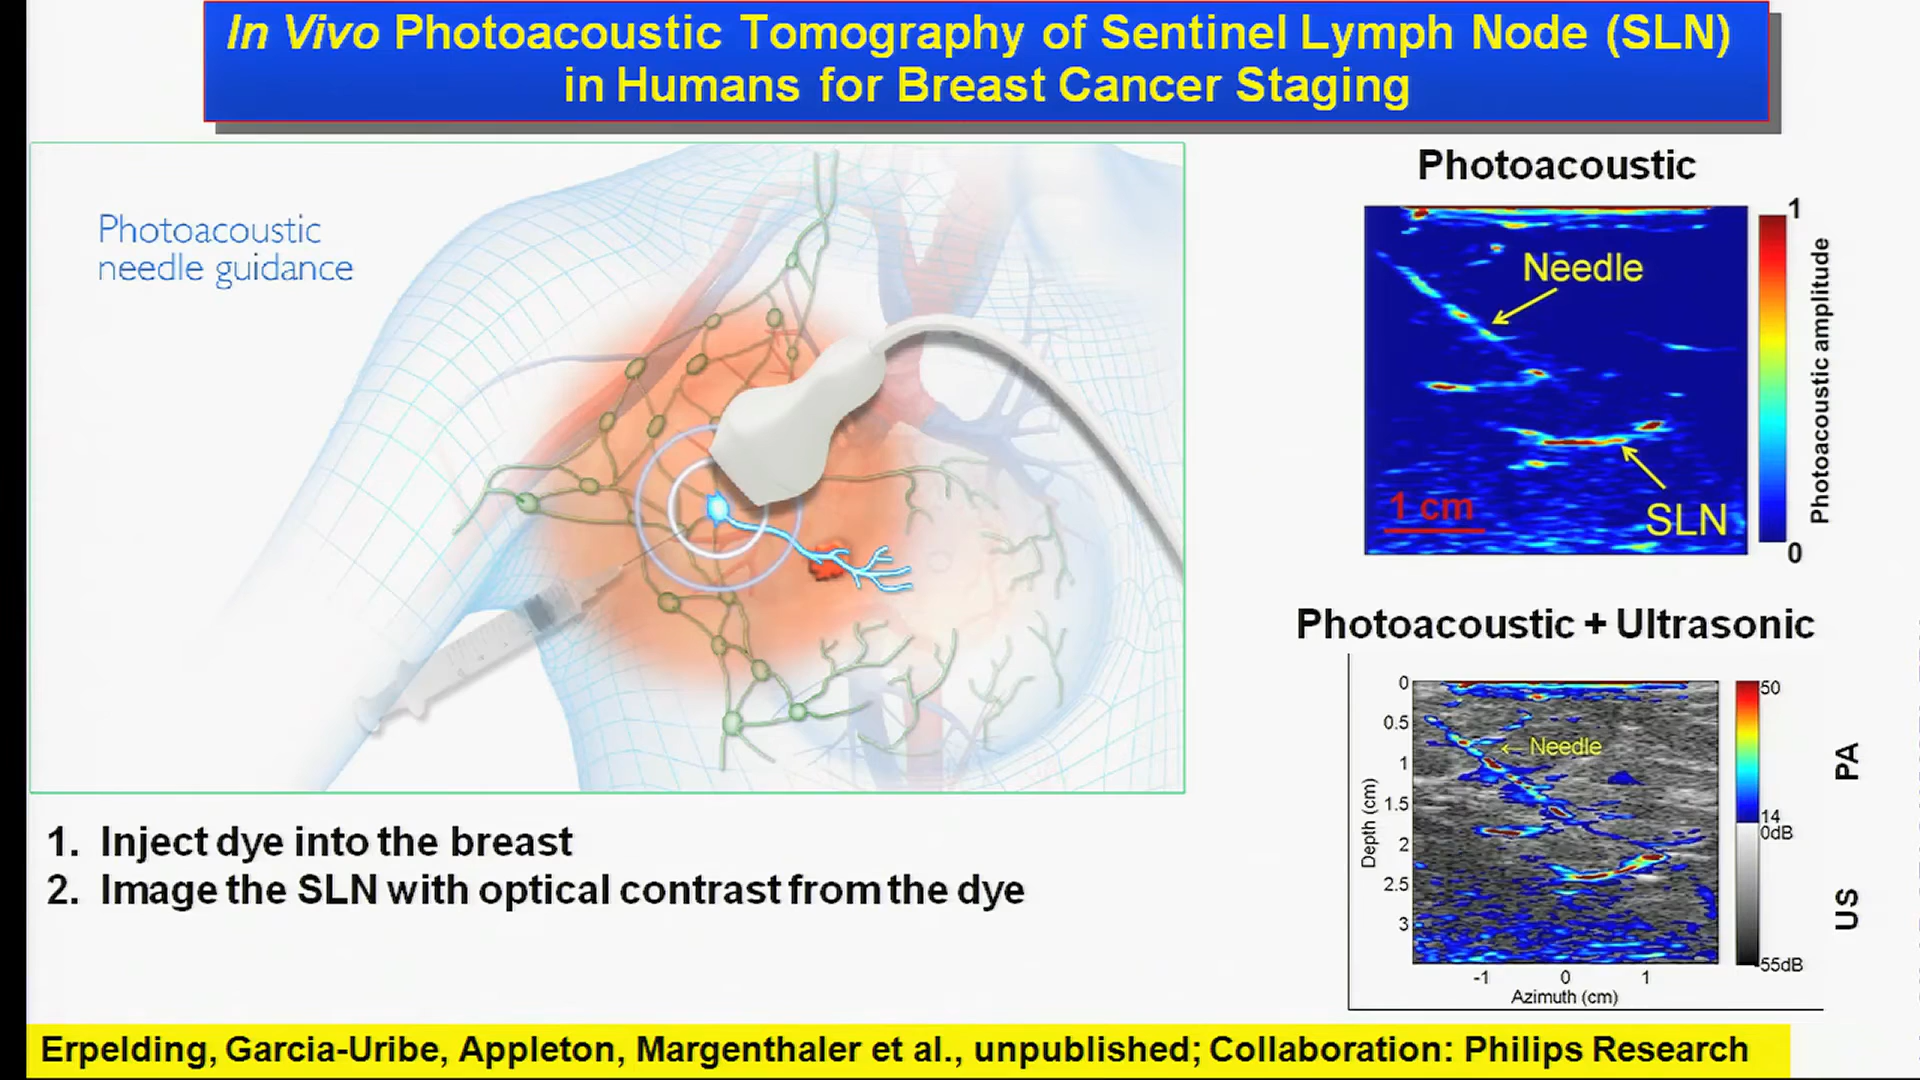 In Vivo Photoacoustic Tomography of Sentinel Lymph Node (SLN)
in Humans for Breast Cancer Staging
Photoacoustic
needle guidance
1. Inject dye into the breast
2. Image the SLN with optical contrast from the dye
Photoacoustic
Needle
SLN
1 cm
1
0
Photoacoustic amplitude
Photoacoustic + Ultrasonic
0
0.5
1
1.5
2
2.5
3
Depth (cm)
Needle
-1 0 1
Azimuth (cm)
50
14
0dB
-55dB
PA
US
Erpelding, Garcia-Uribe, Appleton, Margenthaler et al., unpublished; Collaboration: Philips Research